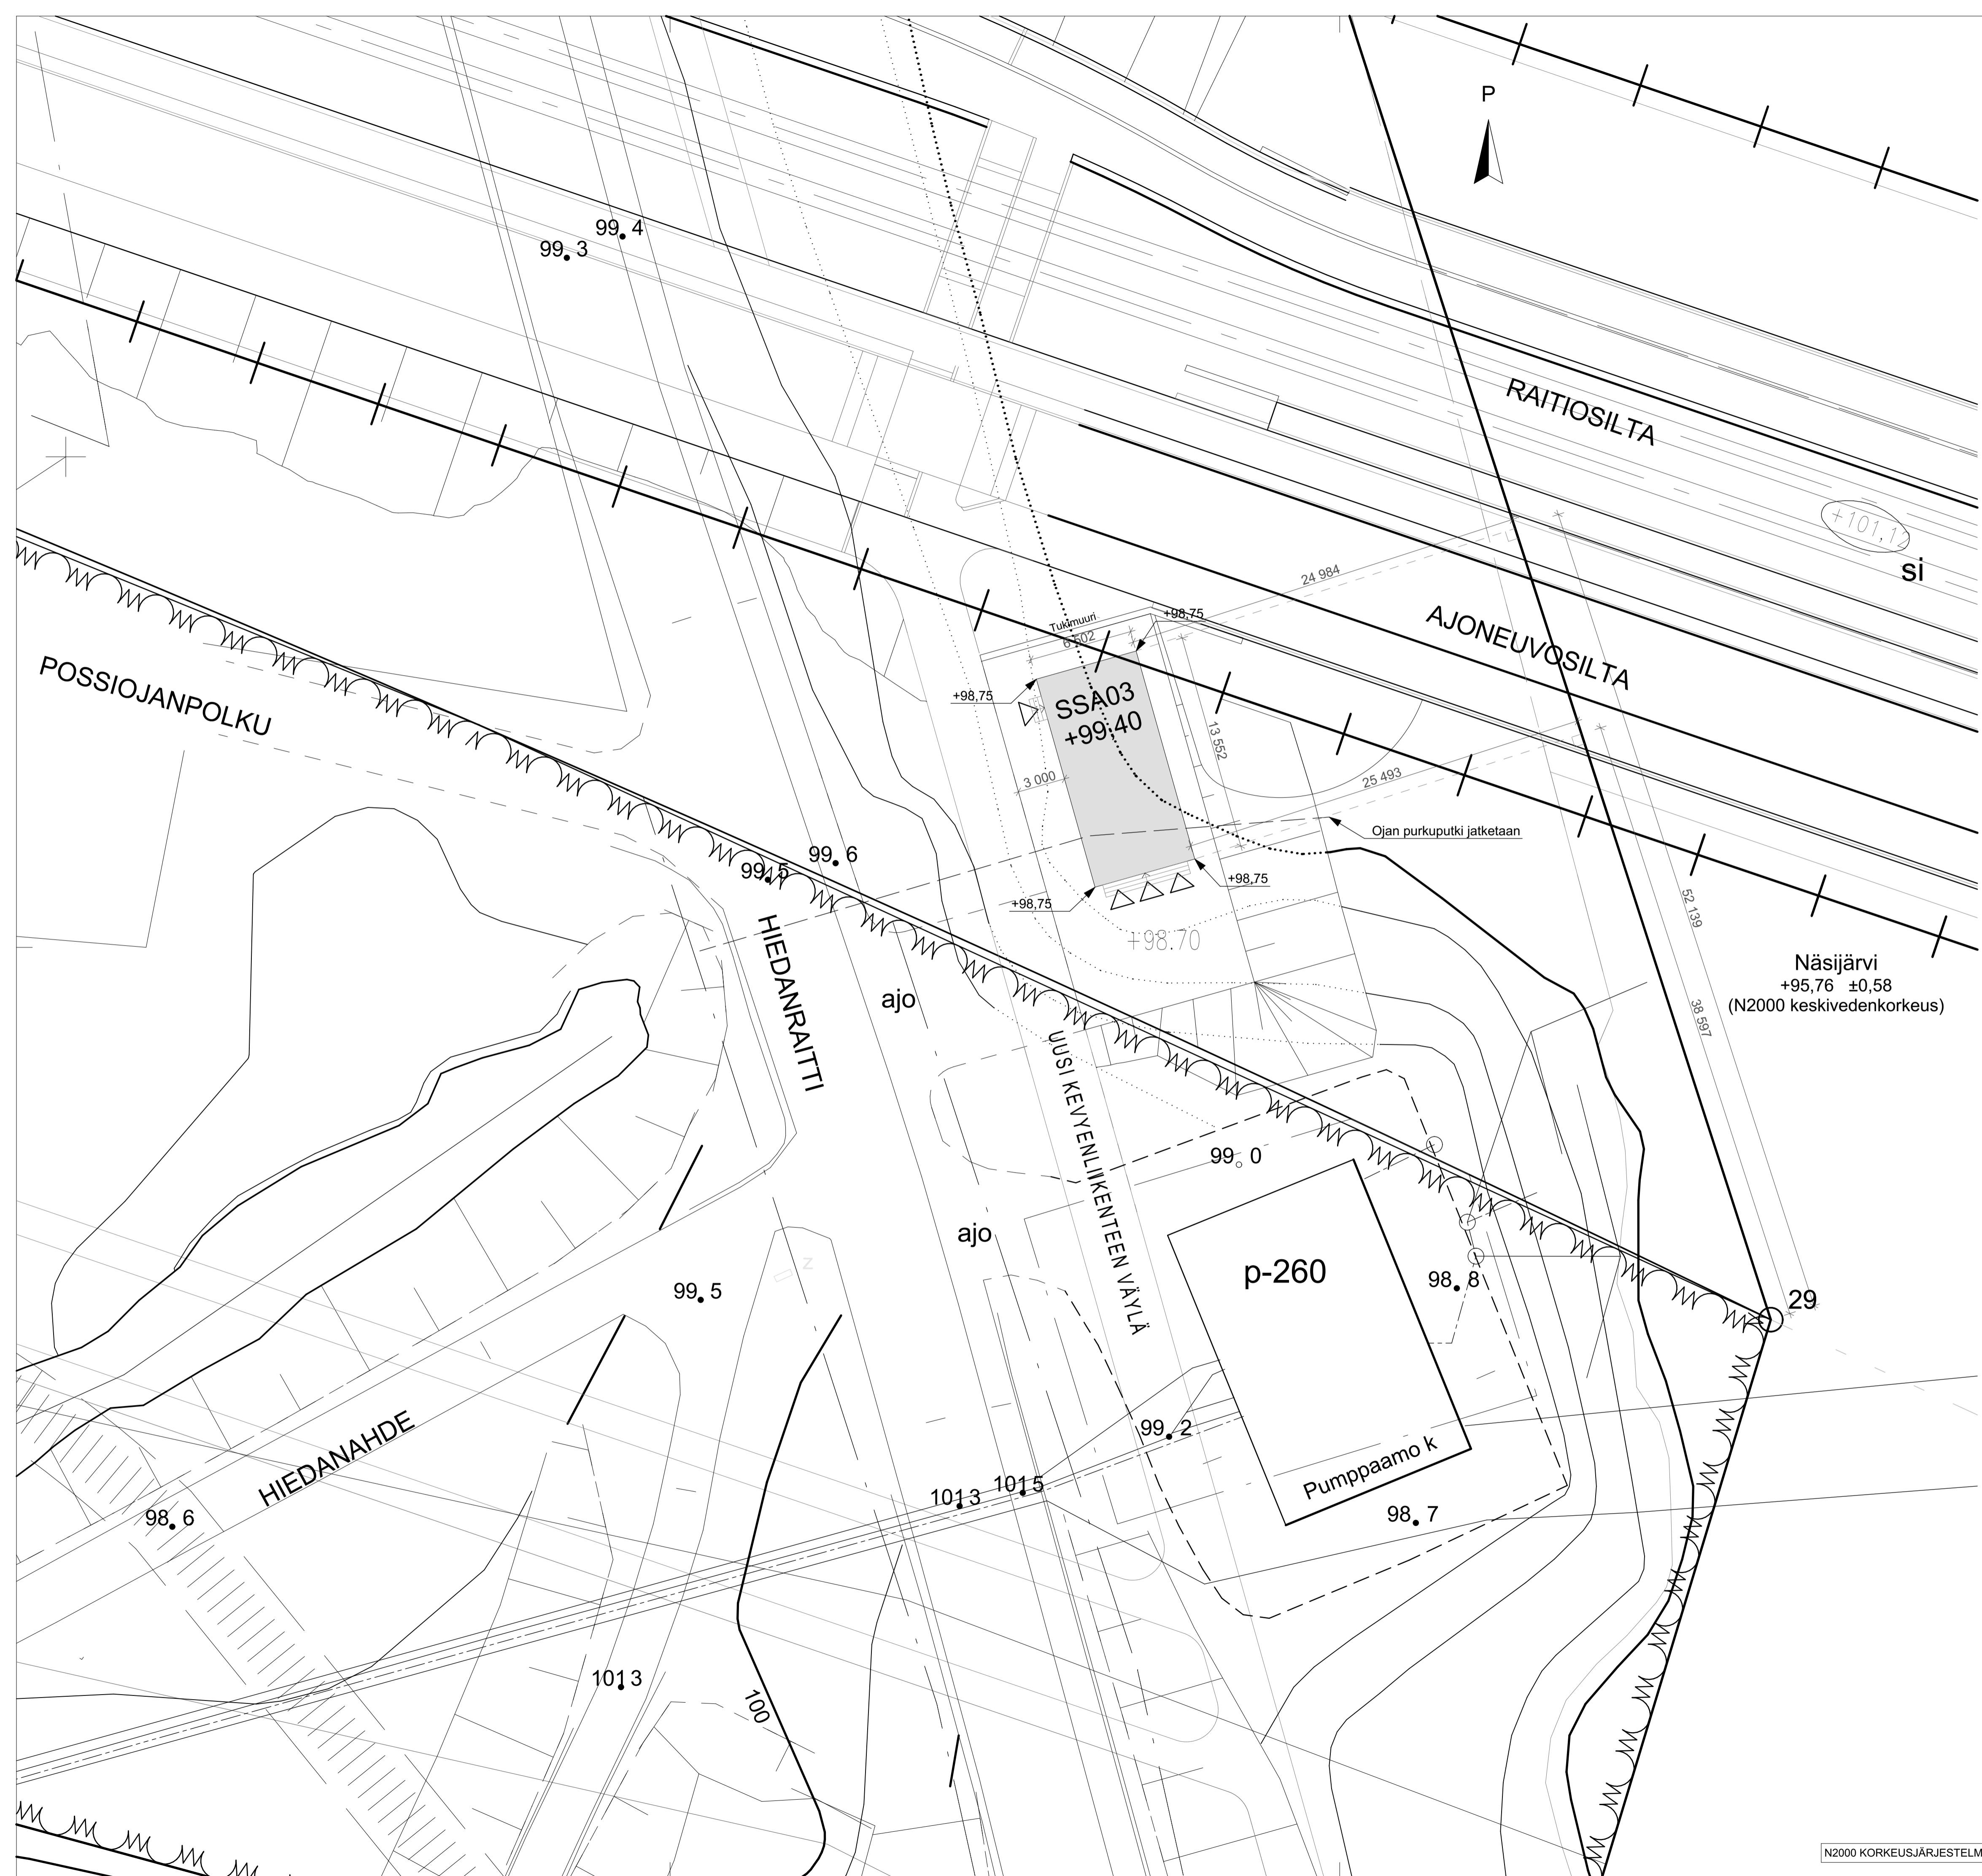 P
99. 4
99. 3
RAITIOSILTA
+101,12
si
24 984
AJONEUVOSILTA
+98,75
Tukimuuri
6 602
+98,75
SSA03
+99.40
13 552
3 000
25 493
POSSIOJANPOLKU
Ojan purkuputki jatketaan
99. 6
99. 5
+98,75
+98,75
52 139
HIEDANRAITTI
+98.70
Näsijärvi
+95,76 ±0,58
(N2000 keskivedenkorkeus)
38 597
ajo
UUSI KEVYENLIIKENTEEN VÄYLÄ
99. 0
ajo
p-260
98. 8
29
99. 5
z
HIEDANAHDE
99. 2
Pumppaamo k
101 5
101 3
98. 7
98. 6
101 3
100
N2000 KORKEUSJÄRJESTELM